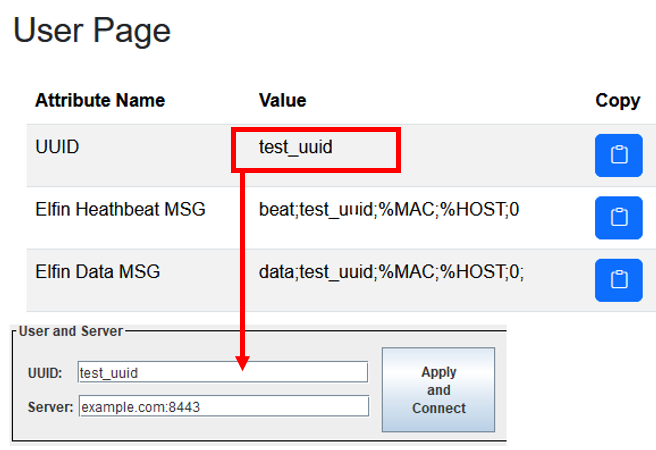 User Page
Attribute Name Value Copy
UUID test_uuid
Elfin Heathbeat MSG beat;test_uuid;%MAC;%HOST;0
Elfin Data MSG data;test_uuid;%MAC;%HOST;0;
User and Server
UUID: test_uuid
Server: example.com:8443
Apply
and
Connect